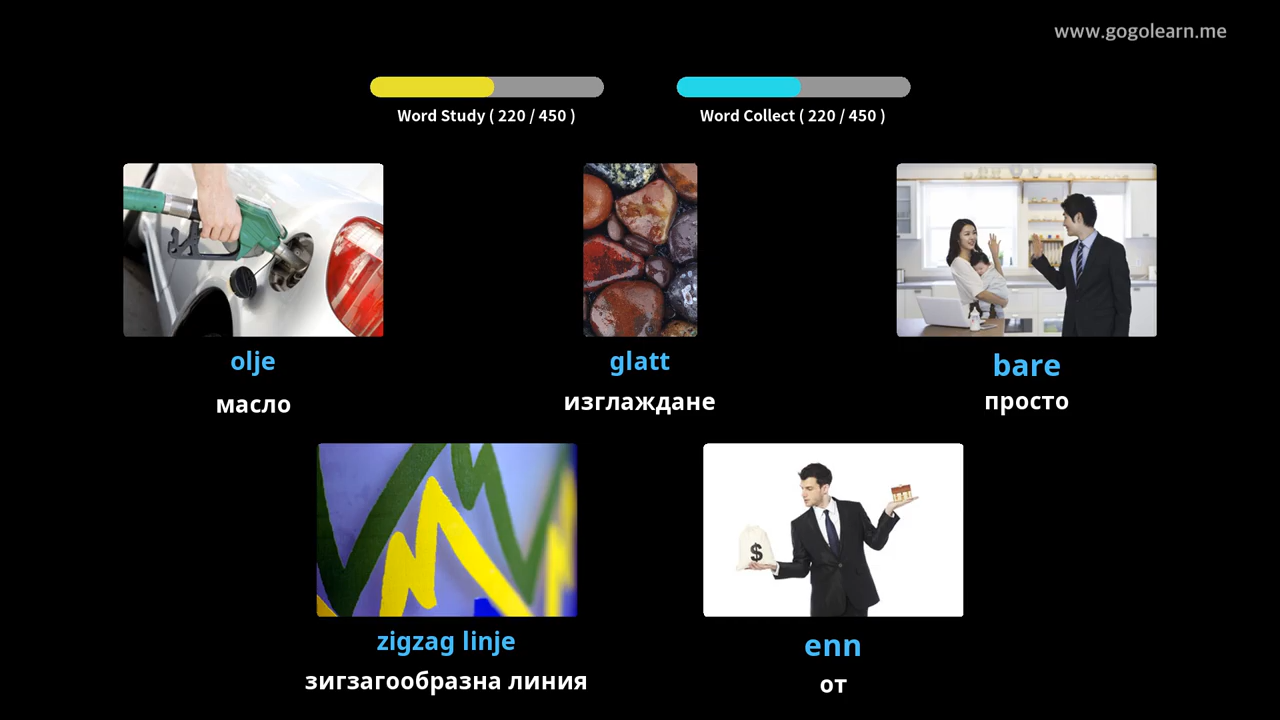 www.gogolearn.me
Word Study ( 220 / 450 )
Word Collect ( 220 / 450 )
olje
glatt
bare
масло
изглаждане
просто
$
zigzag linje
enn
зигзагообразна линия
от